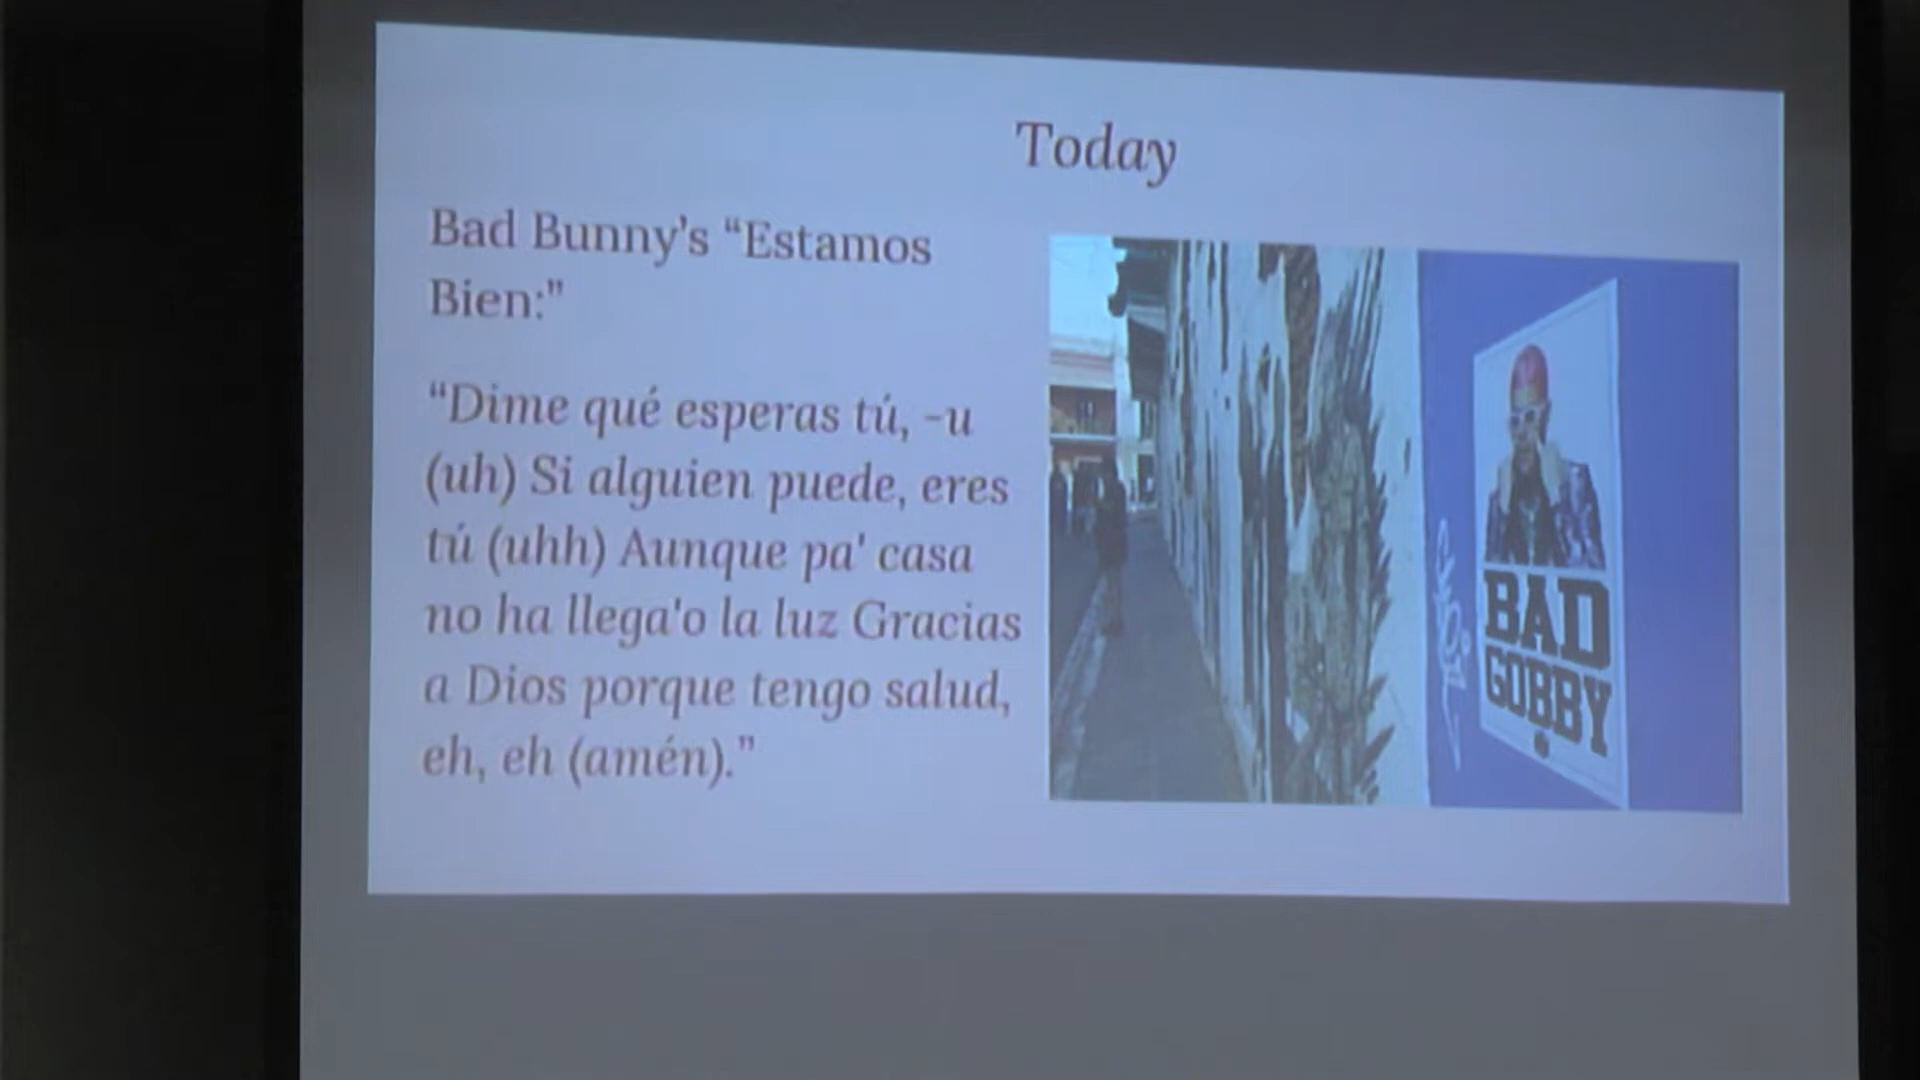 Today
Bad Bunny's “Estamos
Bien:”
“Dime qué esperas tú, -u
(uh) Si alguien puede, eres
tú (uhh) Aunque pa' casa
no ha llega'o la luz Gracias
a Dios porque tengo salud,
eh, eh (amén).”
BAD
GOBBY